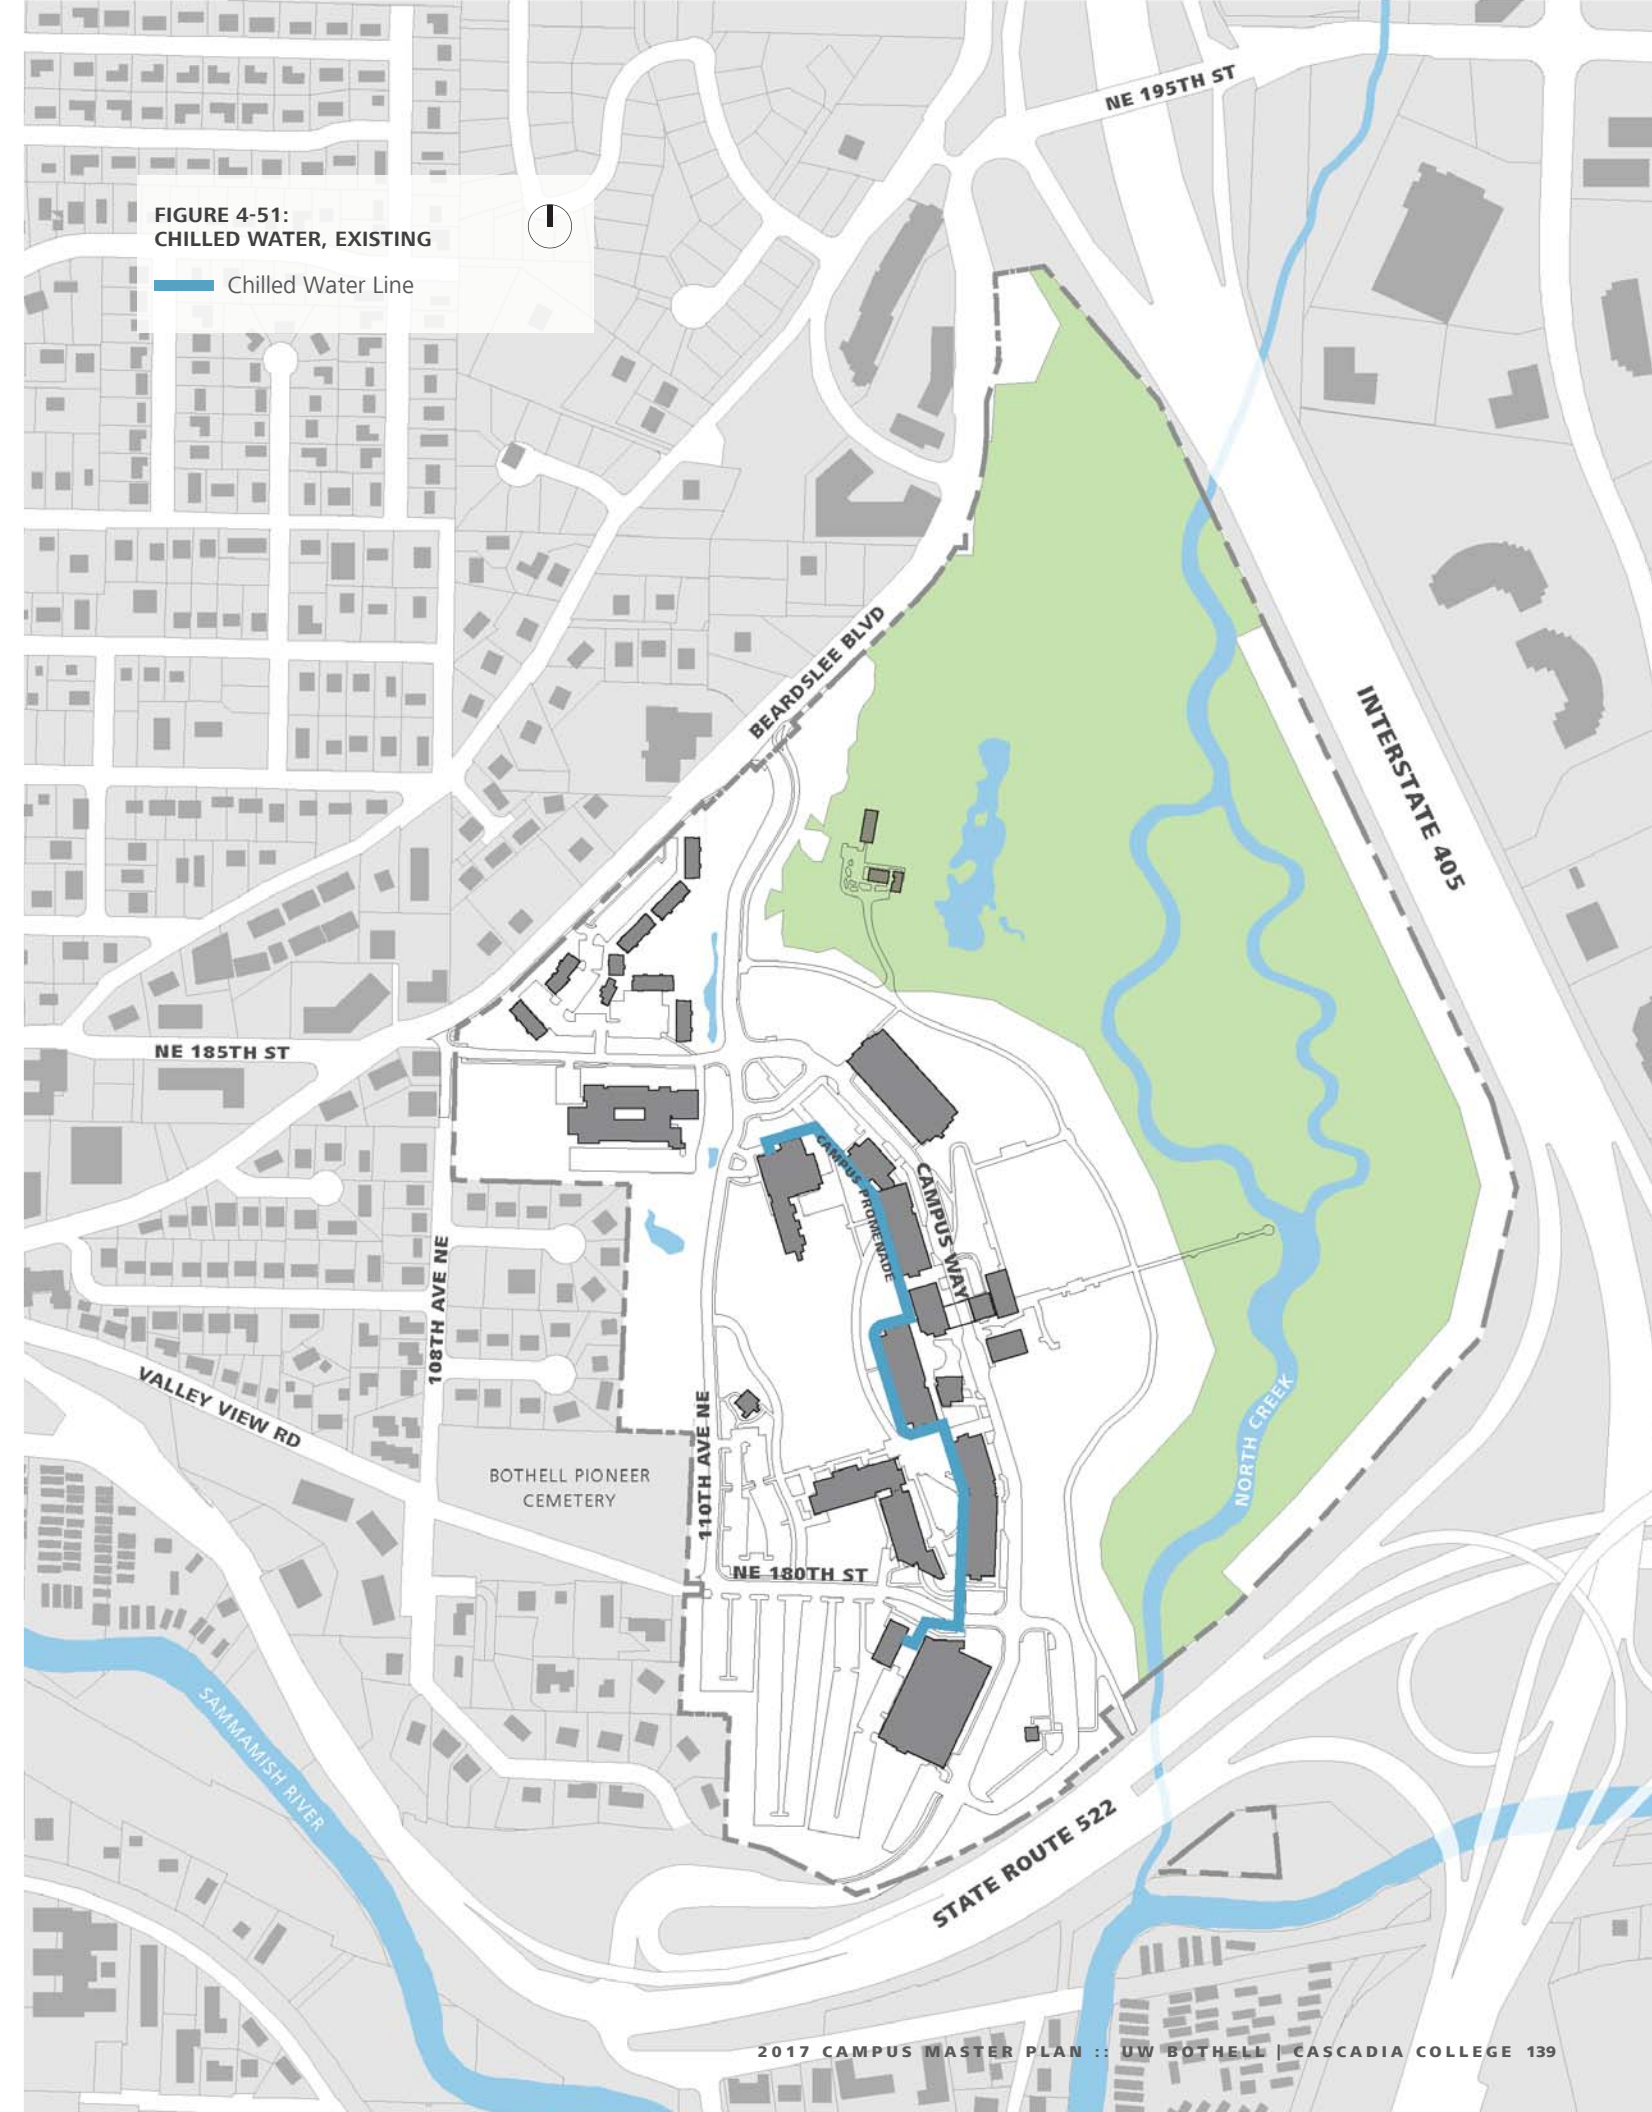 NE 195TH ST
FIGURE 4-51:
CHILLED WATER, EXISTING
Chilled Water Line
BEARDSLEE BLVD
INTERSTATE 405
NE 185TH ST
CAMPUS PROMENADE
CAMPUS WAY
108TH AVE NE
VALLEY VIEW RD
110TH AVE NE
NORTH CREEK
BOTHELL PIONEER
CEMETERY
NE 180TH ST
SAMMAMISH RIVER
STATE ROUTE 522
2017 CAMPUS MASTER PLAN :: UW BOTHELL | CASCADIA COLLEGE 139